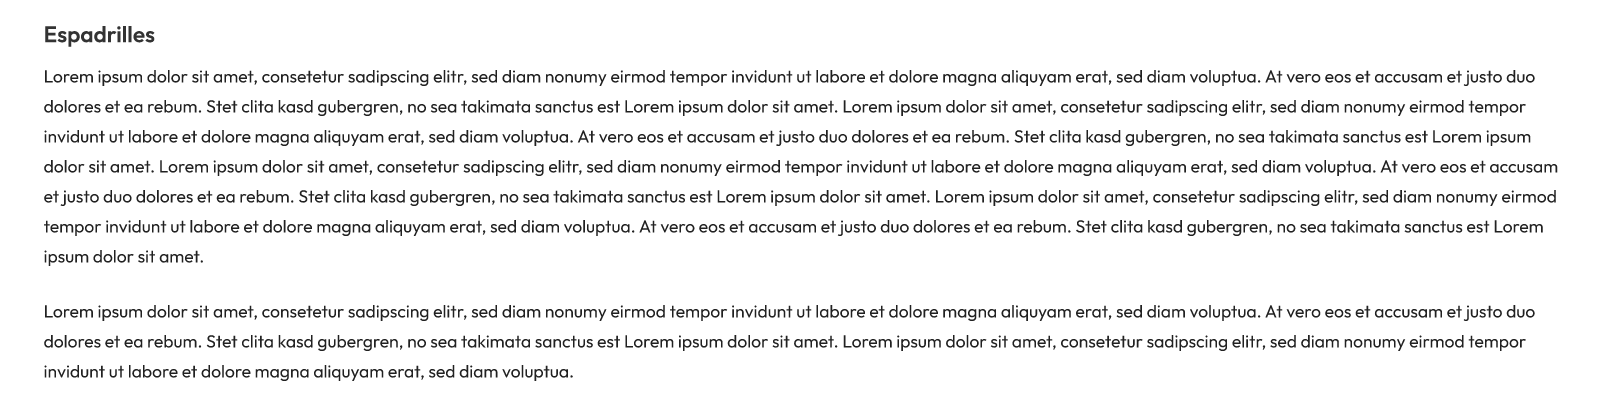 Espadrilles
Lorem ipsum dolor sit amet, consetetur sadipscing elitr, sed diam nonumy eirmod tempor invidunt ut labore et dolore magna aliquyam erat, sed diam voluptua. At vero eos et accusam et justo duo
dolores et ea rebum. Stet clita kasd gubergren, no sea takimata sanctus est Lorem ipsum dolor sit amet. Lorem ipsum dolor sit amet, consetetur sadipscing elitr, sed diam nonumy eirmod tempor
invidunt ut labore et dolore magna aliquyam erat, sed diam voluptua. At vero eos et accusam et justo duo dolores et ea rebum. Stet clita kasd gubergren, no sea takimata sanctus est Lorem ipsum
dolor sit amet. Lorem ipsum dolor sit amet, consetetur sadipscing elitr, sed diam nonumy eirmod tempor invidunt ut labore et dolore magna aliquyam erat, sed diam voluptua. At vero eos et accusam
et justo duo dolores et ea rebum. Stet clita kasd gubergren, no sea takimata sanctus est Lorem ipsum dolor sit amet. Lorem ipsum dolor sit amet, consetetur sadipscing elitr, sed diam nonumy eirmod
tempor invidunt ut labore et dolore magna aliquyam erat, sed diam voluptua. At vero eos et accusam et justo duo dolores et ea rebum. Stet clita kasd gubergren, no sea takimata sanctus est Lorem
ipsum dolor sit amet.
Lorem ipsum dolor sit amet, consetetur sadipscing elitr, sed diam nonumy eirmod tempor invidunt ut labore et dolore magna aliquyam erat, sed diam voluptua. At vero eos et accusam et justo duo
dolores et ea rebum. Stet clita kasd gubergren, no sea takimata sanctus est Lorem ipsum dolor sit amet. Lorem ipsum dolor sit amet, consetetur sadipscing elitr, sed diam nonumy eirmod tempor
invidunt ut labore et dolore magna aliquyam erat, sed diam voluptua.